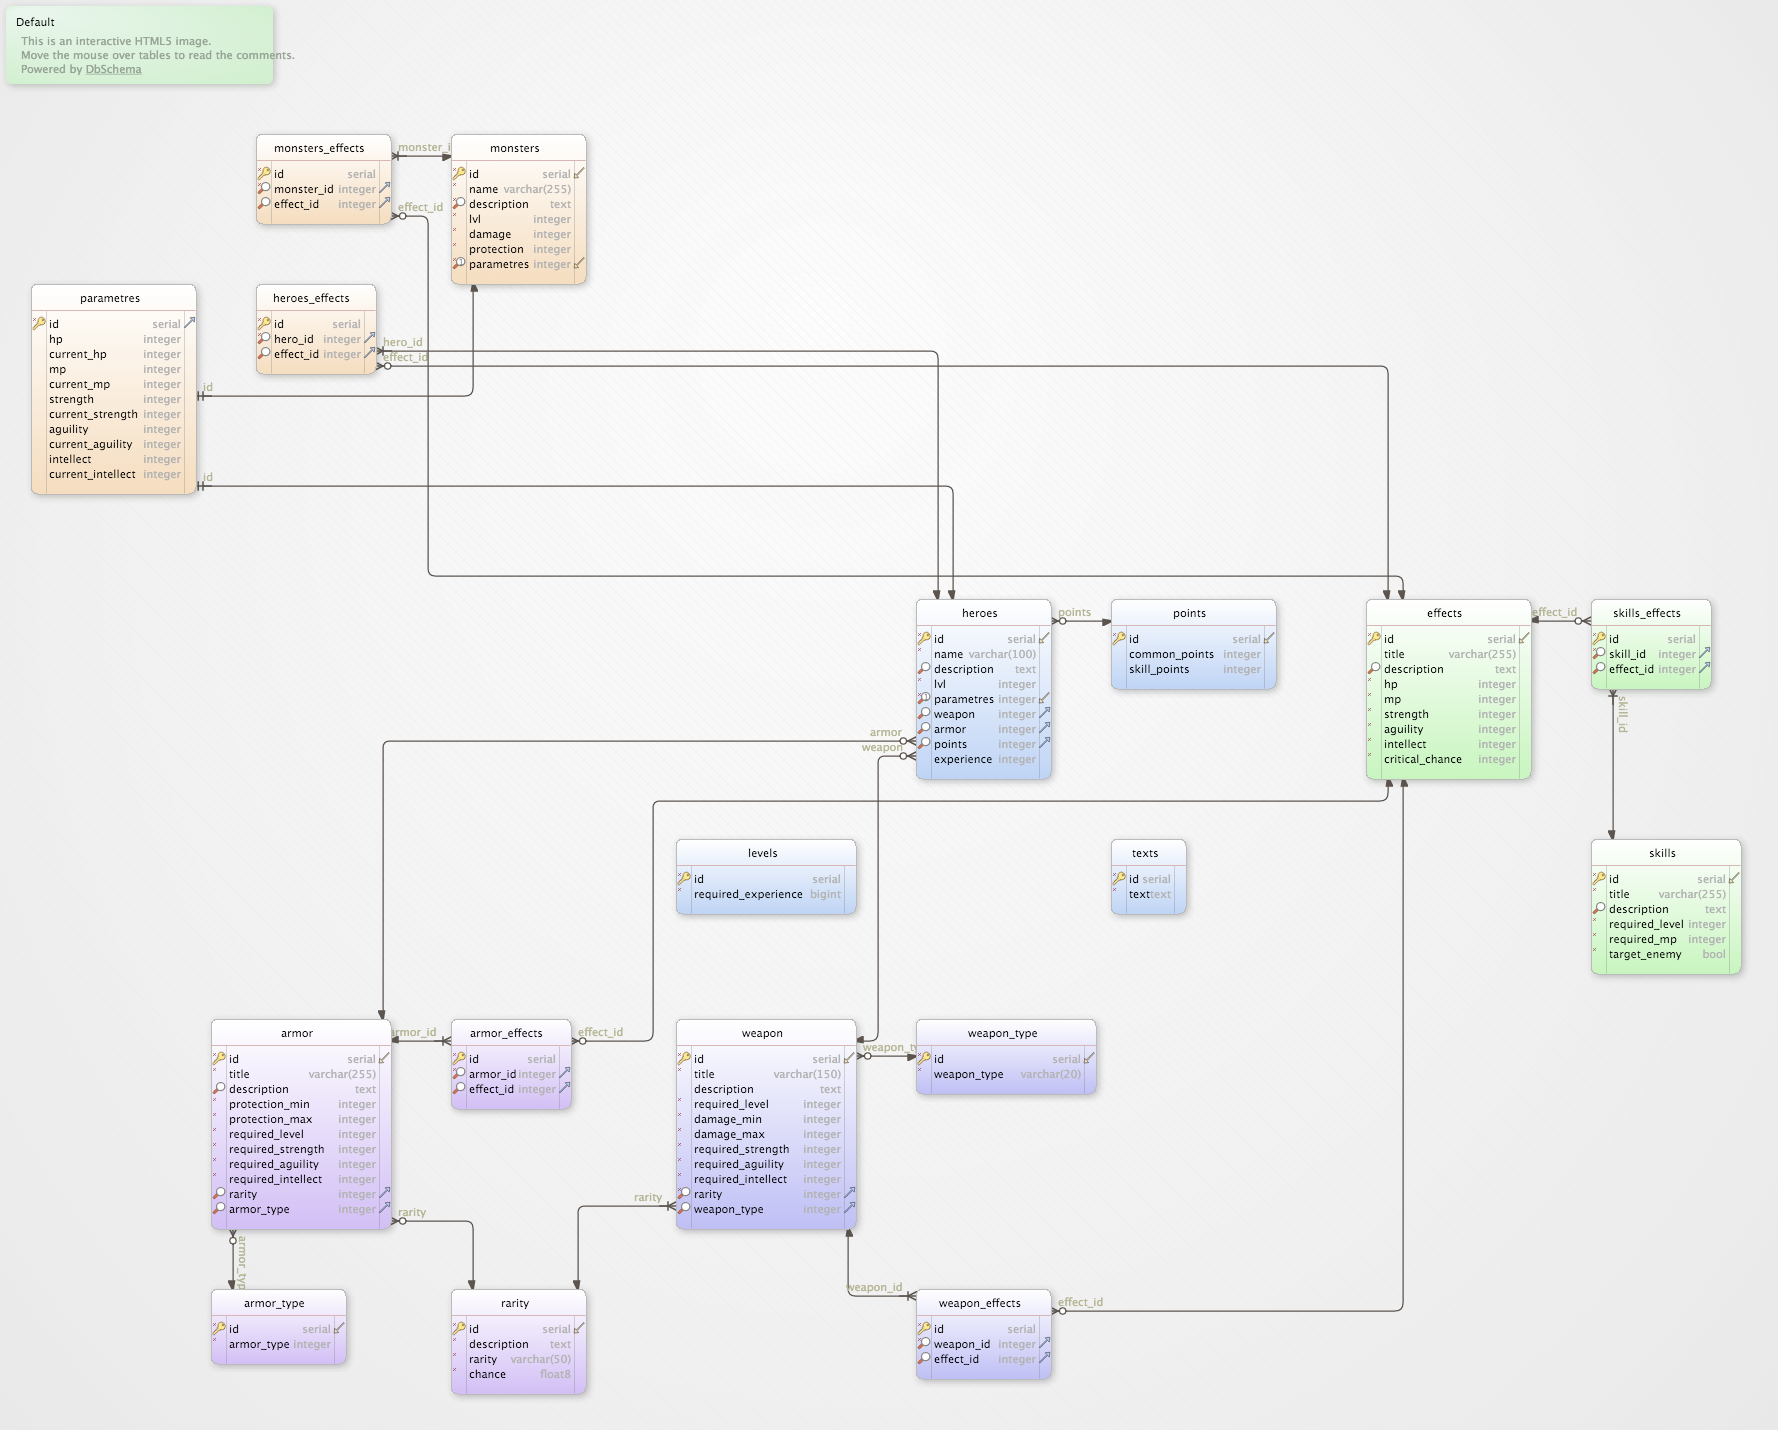 Default
This is an interactive HTML5 image.
Move the mouse over tables to read the comments.
Powered by DbSchema
monsters_effects
id serial
monster_id integer
effect_id integer
monster_i
effect_id
monsters
id serial
name varchar(255)
description text
lvl integer
damage integer
protection integer
parametres integer
parametres
id serial
hp integer
current_hp integer
mp integer
current_mp integer
strength integer
current_strength integer
aguility integer
current_aguility integer
intellect integer
current_intellect integer
id
id
heroes_effects
id serial
hero_id integer
effect_id integer
hero_id
effect_id
heroes
id serial
name varchar(100)
description text
lvl integer
parametres integer
weapon integer
armor integer
points integer
experience integer
points
armor
weapon
points
id serial
common_points integer
skill_points integer
effects
id serial
title varchar(255)
description text
hp integer
mp integer
strength integer
aguility integer
intellect integer
critical_chance integer
effect_id
skills_effects
id serial
skill_id integer
effect_id integer
skill_id
levels
id serial
required_experience bigint
texts
id serial
text text
skills
id serial
title varchar(255)
description text
required_level integer
required_mp integer
target_enemy bool
armor
id serial
title varchar(255)
description text
protection_min integer
protection_max integer
required_level integer
required_strength integer
required_aguility integer
required_intellect integer
rarity integer
armor_type integer
armor_id
armor_effects
id serial
armor_id integer
effect_id integer
effect_id
weapon
id serial
title varchar(150)
description text
required_level integer
damage_min integer
damage_max integer
required_strength integer
required_aguility integer
required_intellect integer
rarity integer
weapon_type integer
weapon_ty
weapon_type
id serial
weapon_type varchar(20)
rarity
rarity
armor_typ
armor_type
id serial
armor_type integer
rarity
id serial
description text
rarity varchar(50)
chance float8
weapon_id
weapon_effects
id serial
weapon_id integer
effect_id integer
effect_id